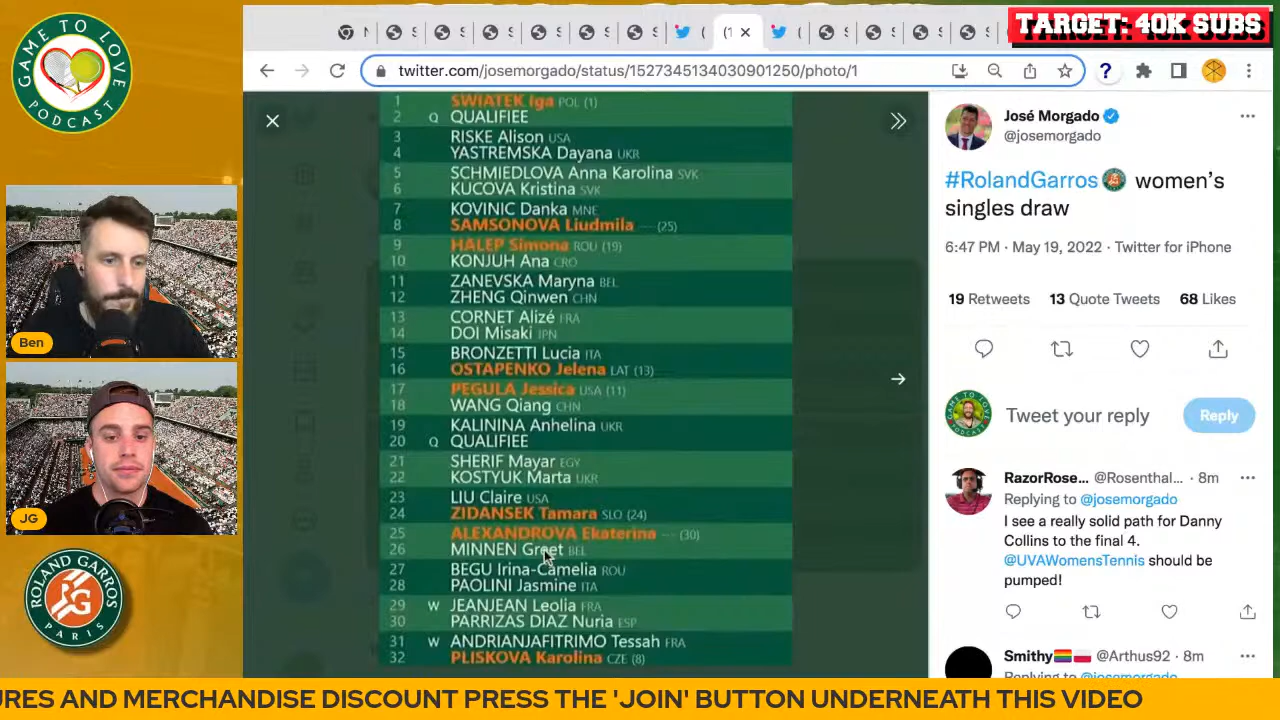 GAME TO LOVE
PODCAST
TARGET: 40K SUBS
twitter.com/josemorgado/status/1527345134030901250/photo/1
1 SWIATEK Iga POL (1)
2 Q QUALIFIEE
3 RISKE Alison USA
4 YASTREMSKA Dayana UKR
5 SCHMIEDLOVA Anna Karolina SVK
6 KUCOVA Kristina SVK
7 KOVINIC Danka MNE
8 SAMSONOVA Liudmila --- (25)
9 HALEP Simona ROU (19)
10 KONJUH Ana CRO
11 ZANEVSKA Maryna BEL
12 ZHENG Qinwen CHN
13 CORNET Alizé FRA
14 DOI Misaki JPN
15 BRONZETTI Lucia ITA
16 OSTAPENKO Jelena LAT (13)
17 PEGULA Jessica USA (11)
18 WANG Qiang CHN
19 KALININA Anhelina UKR
20 Q QUALIFIEE
21 SHERIF Mayar EGY
22 KOSTYUK Marta UKR
23 LIU Claire USA
24 ZIDANSEK Tamara SLO (24)
25 ALEXANDROVA Ekaterina --- (30)
26 MINNEN Greet BEL
27 BEGU Irina-Camelia ROU
28 PAOLINI Jasmine ITA
29 W JEANJEAN Leolia FRA
30 PARRIZAS DIAZ Nuria ESP
31 W ANDRIANJAFITRIMO Tessah FRA
32 PLISKOVA Karolina CZE (8)
José Morgado
@josemorgado
#RolandGarros women's
singles draw
6:47 PM · May 19, 2022 · Twitter for iPhone
19 Retweets 13 Quote Tweets 68 Likes
Tweet your reply
Reply
RazorRose... @Rosenthal... · 8m
Replying to @josemorgado
I see a really solid path for Danny
Collins to the final 4.
@UVAWomensTennis should be
pumped!
Smithy @Arthus92 · 8m
Ben
JG
ROLAND GARROS
PARIS
URES AND MERCHANDISE DISCOUNT PRESS THE 'JOIN' BUTTON UNDERNEATH THIS VIDEO